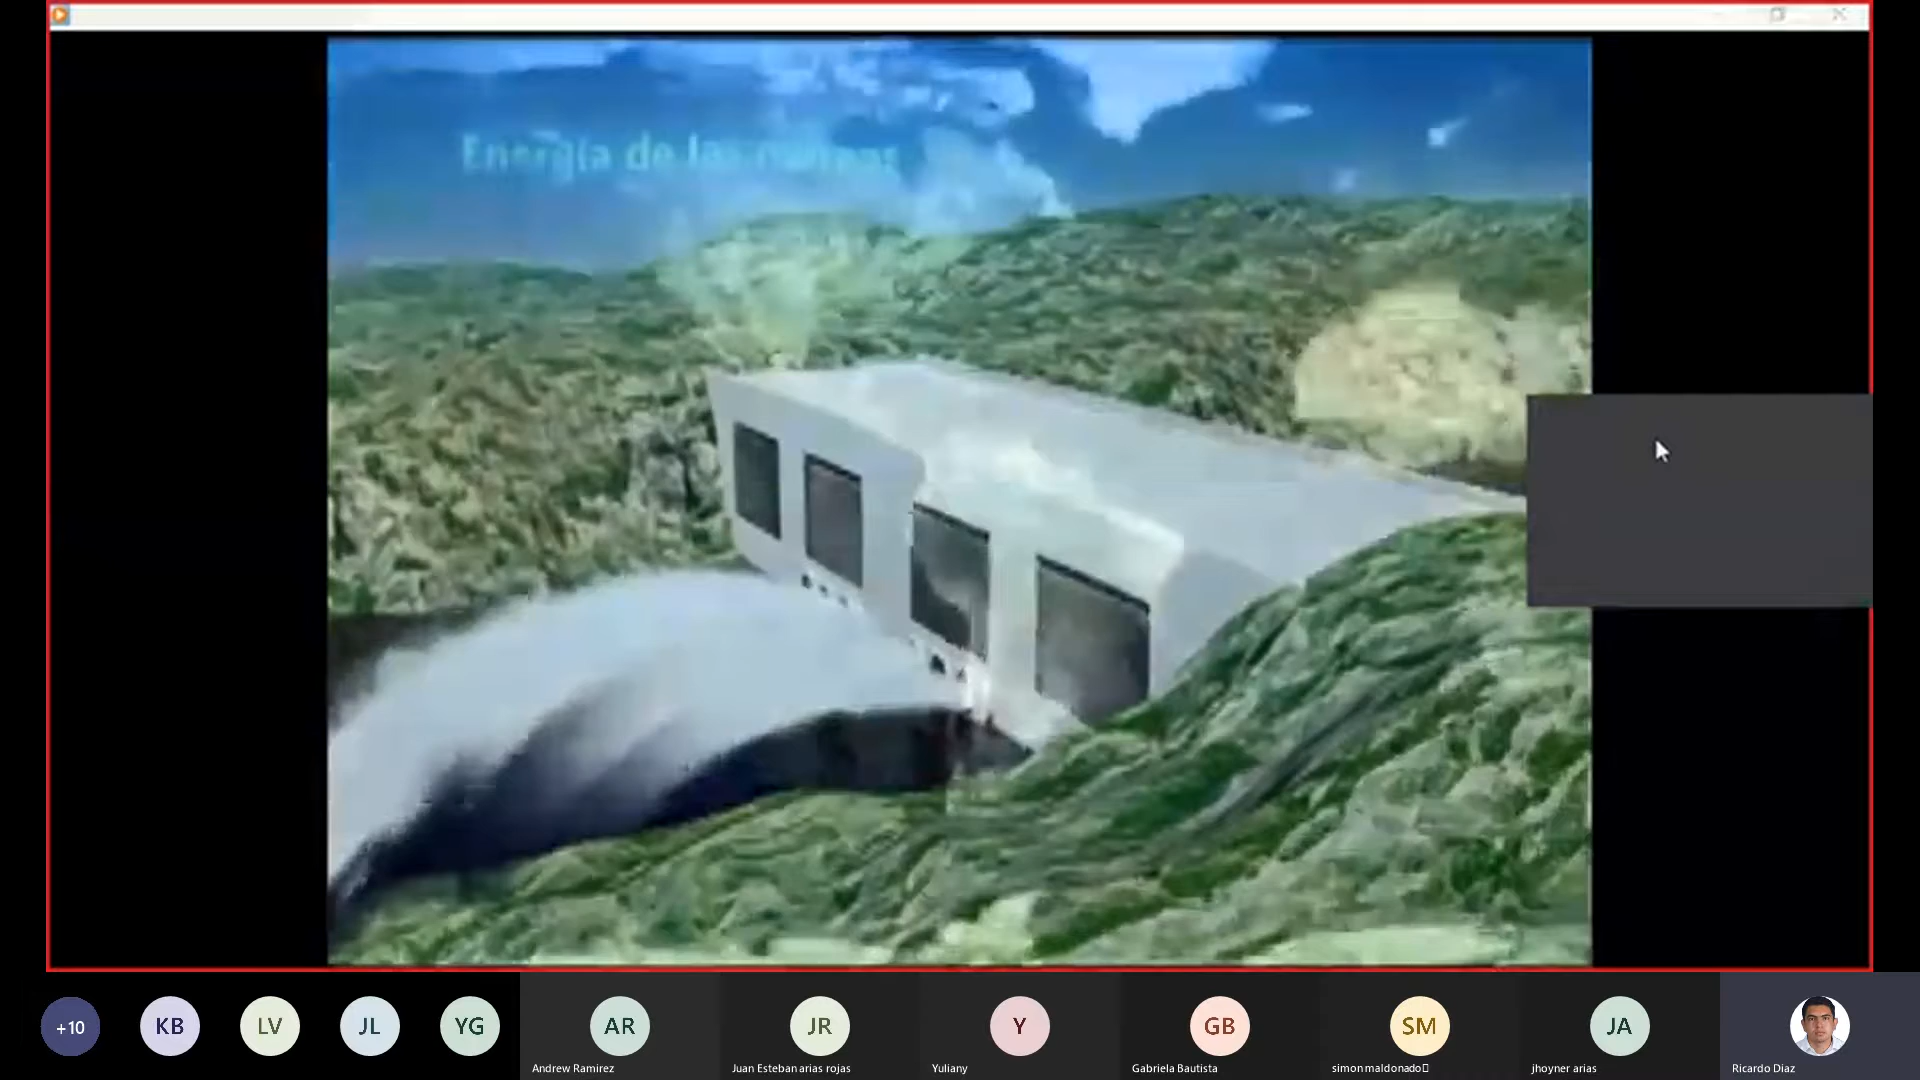 Energía de las mareas
+10
KB
LV
JL
YG
AR
JR
Y
GB
SM
JA
Andrew Ramirez
Juan Esteban arias rojas
Yuliany
Gabriela Bautista
simon maldonado
jhoyner arias
Ricardo Diaz